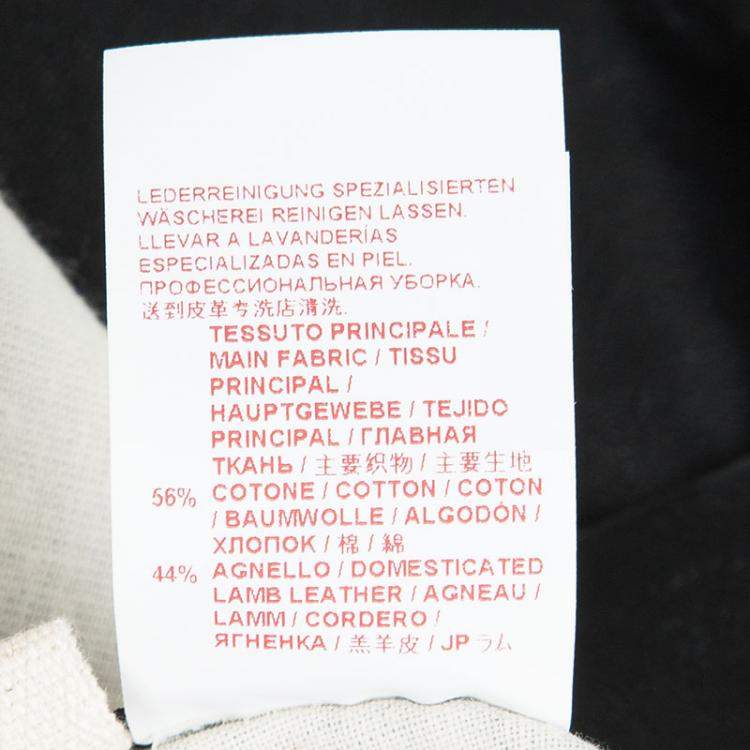 LEDERREINIGUNG SPEZIALISIERTEN
WÄSCHEREI REINIGEN LASSEN.
LLEVAR A LAVANDERÍAS
ESPECIALIZADAS EN PIEL.
ПРОФЕССИОНАЛЬНАЯ УБОРКА.
送到皮革专洗店清洗.
TESSUTO PRINCIPALE /
MAIN FABRIC / TISSU
PRINCIPAL /
HAUPTGEWEBE / TEJIDO
PRINCIPAL / ГЛАВНАЯ
ТКАНЬ / 主要织物 / 主要生地
56% COTONE / COTTON / COTON
/ BAUMWOLLE / ALGODÓN /
ХЛОПОК / 棉 / 綿
44% AGNELLO / DOMESTICATED
LAMB LEATHER / AGNEAU /
LAMM / CORDERO /
ЯГНЕНКА / 羔羊皮 / JP ラム